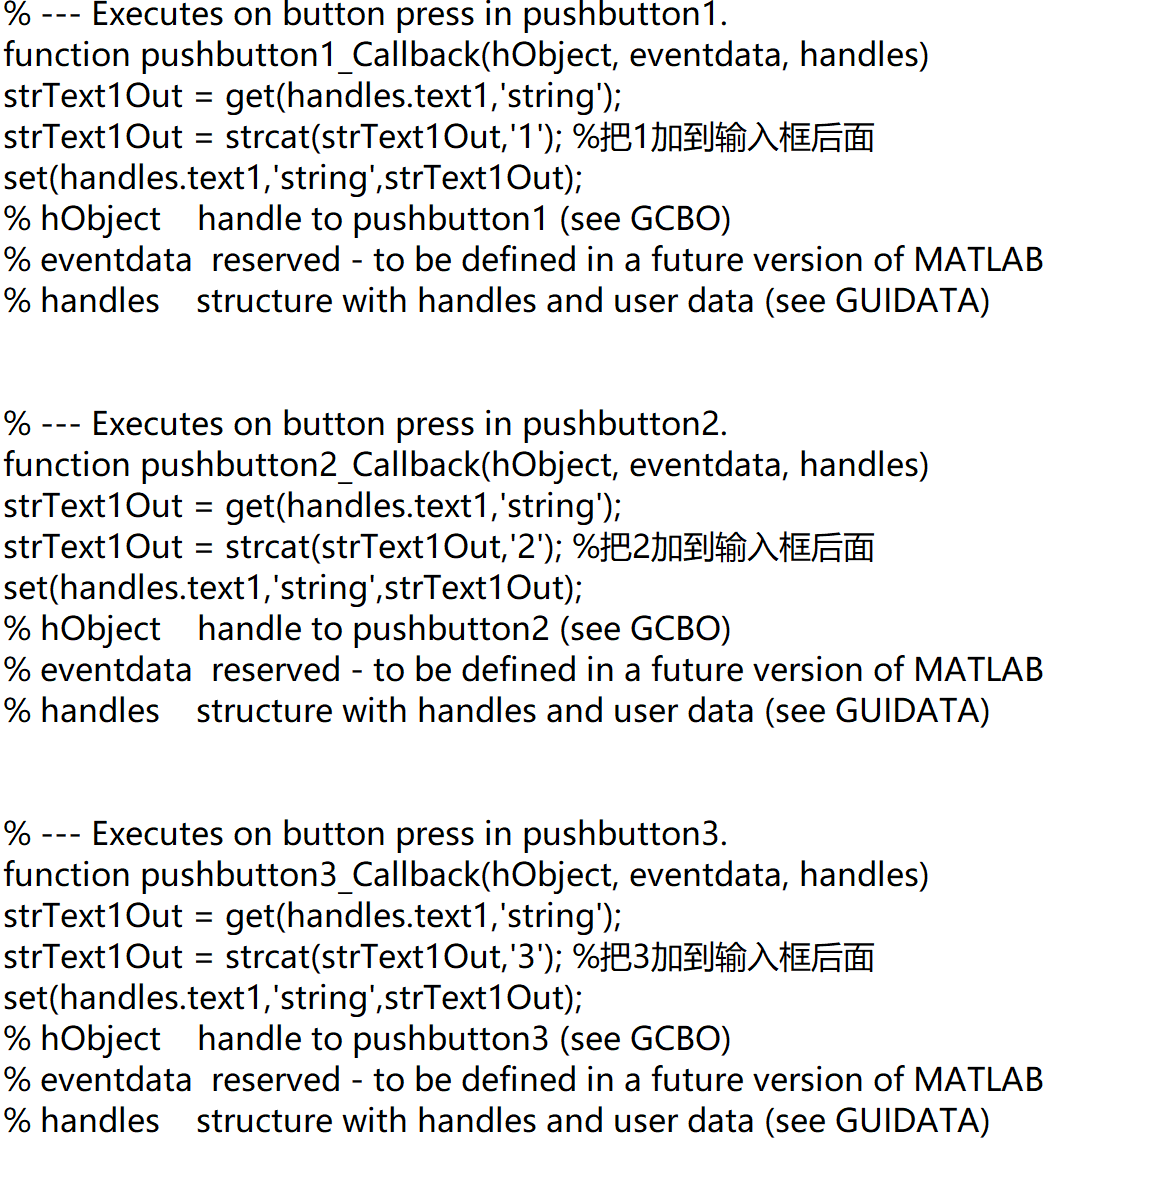 % --- Executes on button press in pushbutton1.
function pushbutton1_Callback(hObject, eventdata, handles)
strText1Out = get(handles.text1,'string');
strText1Out = strcat(strText1Out,'1'); %把1加到输入框后面
set(handles.text1,'string',strText1Out);
% hObject    handle to pushbutton1 (see GCBO)
% eventdata  reserved - to be defined in a future version of MATLAB
% handles    structure with handles and user data (see GUIDATA)
% --- Executes on button press in pushbutton2.
function pushbutton2_Callback(hObject, eventdata, handles)
strText1Out = get(handles.text1,'string');
strText1Out = strcat(strText1Out,'2'); %把2加到输入框后面
set(handles.text1,'string',strText1Out);
% hObject    handle to pushbutton2 (see GCBO)
% eventdata  reserved - to be defined in a future version of MATLAB
% handles    structure with handles and user data (see GUIDATA)
% --- Executes on button press in pushbutton3.
function pushbutton3_Callback(hObject, eventdata, handles)
strText1Out = get(handles.text1,'string');
strText1Out = strcat(strText1Out,'3'); %把3加到输入框后面
set(handles.text1,'string',strText1Out);
% hObject    handle to pushbutton3 (see GCBO)
% eventdata  reserved - to be defined in a future version of MATLAB
% handles    structure with handles and user data (see GUIDATA)